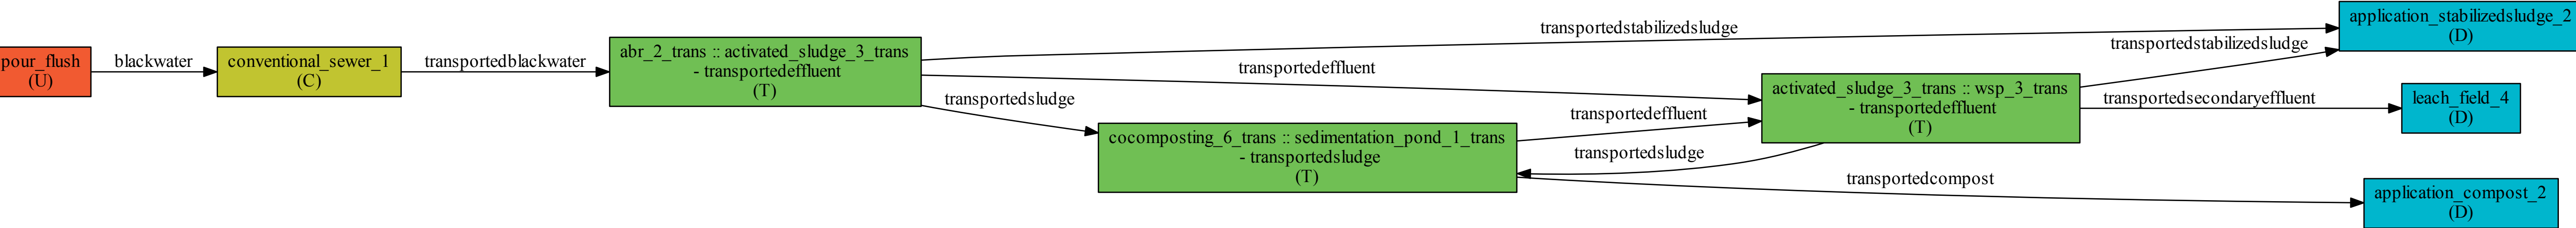 pour_flush
(U)
blackwater
conventional_sewer_1
(C)
transportedblackwater
abr_2_trans :: activated_sludge_3_trans
- transportedeffluent
(T)
transportedstabilizedsludge
transportedeffluent
transportedsludge
cocomposting_6_trans :: sedimentation_pond_1_trans
- transportedsludge
(T)
transportedeffluent
transportedsludge
transportedcompost
activated_sludge_3_trans :: wsp_3_trans
- transportedeffluent
(T)
transportedstabilizedsludge
transportedsecondaryeffluent
application_stabilizedsludge_2
(D)
leach_field_4
(D)
application_compost_2
(D)